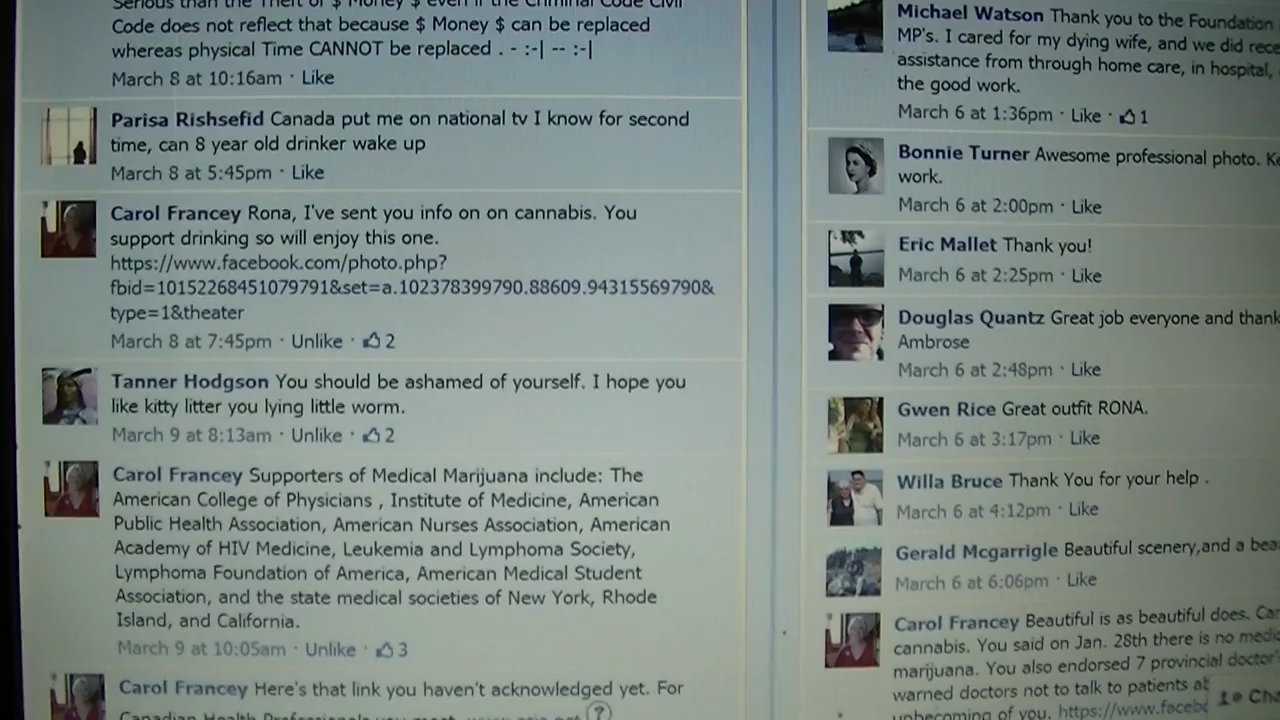 Serious than the Theft of $ Money $ even if the Criminal Code Civil
Code does not reflect that because $ Money $ can be replaced
whereas physical Time CANNOT be replaced . - :-| -- :-|
March 8 at 10:16am · Like
Parisa Rishsefid Canada put me on national tv I know for second
time, can 8 year old drinker wake up
March 8 at 5:45pm · Like
Carol Francey Rona, I've sent you info on on cannabis. You
support drinking so will enjoy this one.
https://www.facebook.com/photo.php?
fbid=10152268451079791&set=a.102378399790.88609.94315569790&
type=1&theater
March 8 at 7:45pm · Unlike · 2
Tanner Hodgson You should be ashamed of yourself. I hope you
like kitty litter you lying little worm.
March 9 at 8:13am · Unlike · 2
Carol Francey Supporters of Medical Marijuana include: The
American College of Physicians , Institute of Medicine, American
Public Health Association, American Nurses Association, American
Academy of HIV Medicine, Leukemia and Lymphoma Society,
Lymphoma Foundation of America, American Medical Student
Association, and the state medical societies of New York, Rhode
Island, and California.
March 9 at 10:05am · Unlike · 3
Carol Francey Here's that link you haven't acknowledged yet. For
Canadian Health Professionals
?
Michael Watson Thank you to the Foundation
MP's. I cared for my dying wife, and we did rece
assistance from through home care, in hospital,
the good work.
March 6 at 1:36pm · Like · 1
Bonnie Turner Awesome professional photo. Ke
work.
March 6 at 2:00pm · Like
Eric Mallet Thank you!
March 6 at 2:25pm · Like
Douglas Quantz Great job everyone and thank
Ambrose
March 6 at 2:48pm · Like
Gwen Rice Great outfit RONA.
March 6 at 3:17pm · Like
Willa Bruce Thank You for your help .
March 6 at 4:12pm · Like
Gerald Mcgarrigle Beautiful scenery,and a bea
March 6 at 6:06pm · Like
Carol Francey Beautiful is as beautiful does. Can
cannabis. You said on Jan. 28th there is no medic
marijuana. You also endorsed 7 provincial doctor'
warned doctors not to talk to patients ab
unbecoming of you. https://www.facebo
Cha